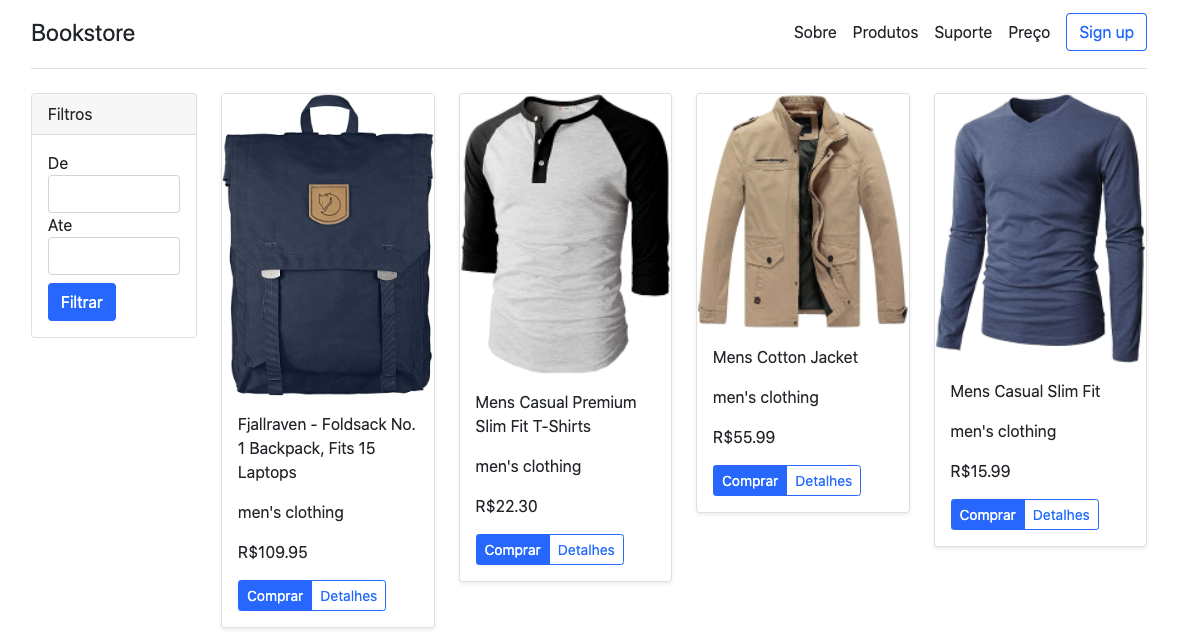 Bookstore
Sobre
Produtos
Suporte
Preço
Sign up
Filtros
De
Ate
Filtrar
Fjallraven - Foldsack No.
1 Backpack, Fits 15
Laptops
men's clothing
R$109.95
Comprar
Detalhes
Mens Casual Premium
Slim Fit T-Shirts
men's clothing
R$22.30
Comprar
Detalhes
Mens Cotton Jacket
men's clothing
R$55.99
Comprar
Detalhes
Mens Casual Slim Fit
men's clothing
R$15.99
Comprar
Detalhes